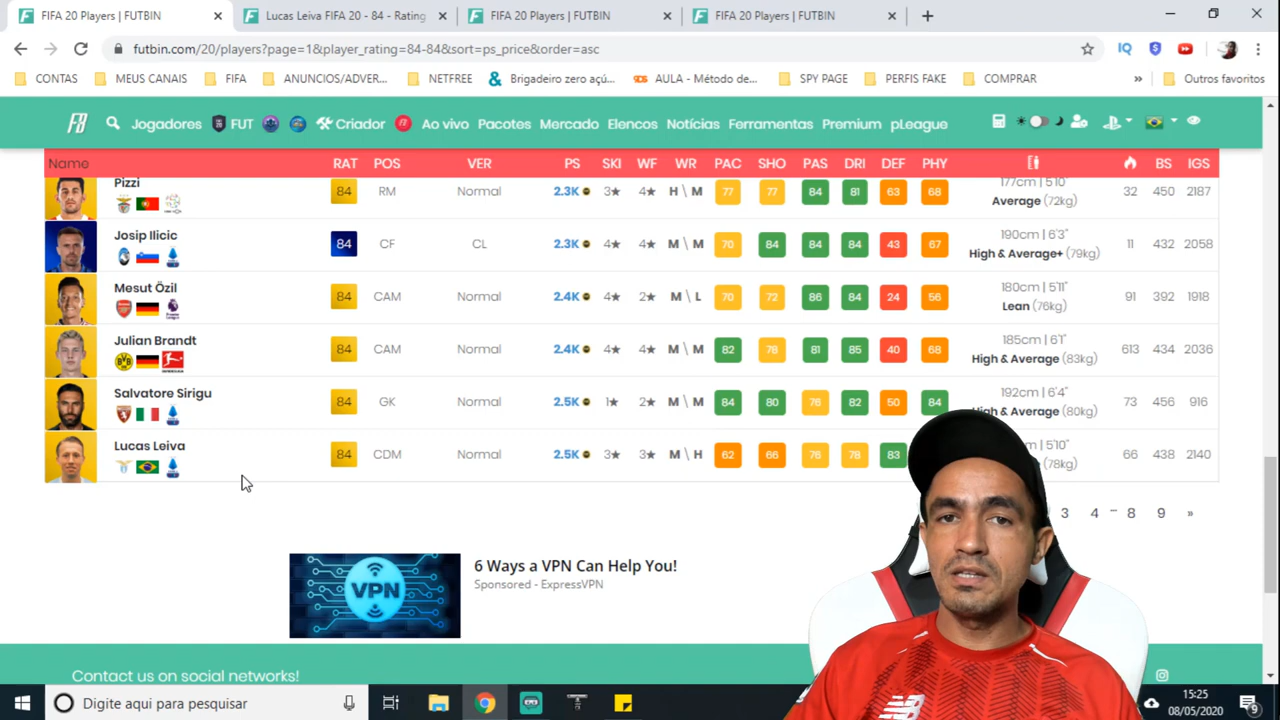 FIFA 20 Players | FUTBIN
Lucas Leiva FIFA 20 - 84 - Rating
FIFA 20 Players | FUTBIN
FIFA 20 Players | FUTBIN
futbin.com/20/players?page=1&player_rating=84-84&sort=ps_price&order=asc
IQ
CONTAS MEUS CANAIS FIFA ANUNCIOS/ADVER... NETFREE Brigadeiro zero açú... AULA - Método de... SPY PAGE PERFIS FAKE COMPRAR » Outros favoritos
Jogadores FUT Criador Ao vivo Pacotes Mercado Elencos Notícias Ferramentas Premium pLeague
Name RAT POS VER PS SKI WF WR PAC SHO PAS DRI DEF PHY BS IGS
Pizzi 84 RM Normal 2.3K 3★ 4★ H \ M 77 77 84 81 63 68 177cm | 5'10" Average (72kg) 32 450 2187
Josip Ilicic 84 CF CL 2.3K 4★ 4★ M \ M 70 84 84 84 43 67 190cm | 6'3" High & Average+ (79kg) 11 432 2058
Mesut Özil 84 CAM Normal 2.4K 4★ 2★ M \ L 70 72 86 84 24 56 180cm | 5'11" Lean (76kg) 91 392 1918
Julian Brandt 84 CAM Normal 2.4K 4★ 4★ M \ M 82 78 81 85 40 68 185cm | 6'1" High & Average (83kg) 613 434 2036
Salvatore Sirigu 84 GK Normal 2.5K 1★ 2★ M \ M 84 80 76 82 50 84 192cm | 6'4" High & Average (80kg) 73 456 916
Lucas Leiva 84 CDM Normal 2.5K 3★ 3★ M \ H 62 66 76 78 83 5'10" (78kg) 66 438 2140
3 4 ... 8 9 »
VPN
6 Ways a VPN Can Help You!
Sponsored - ExpressVPN
Contact us on social networks!
Digite aqui para pesquisar
15:25
08/05/2020
9